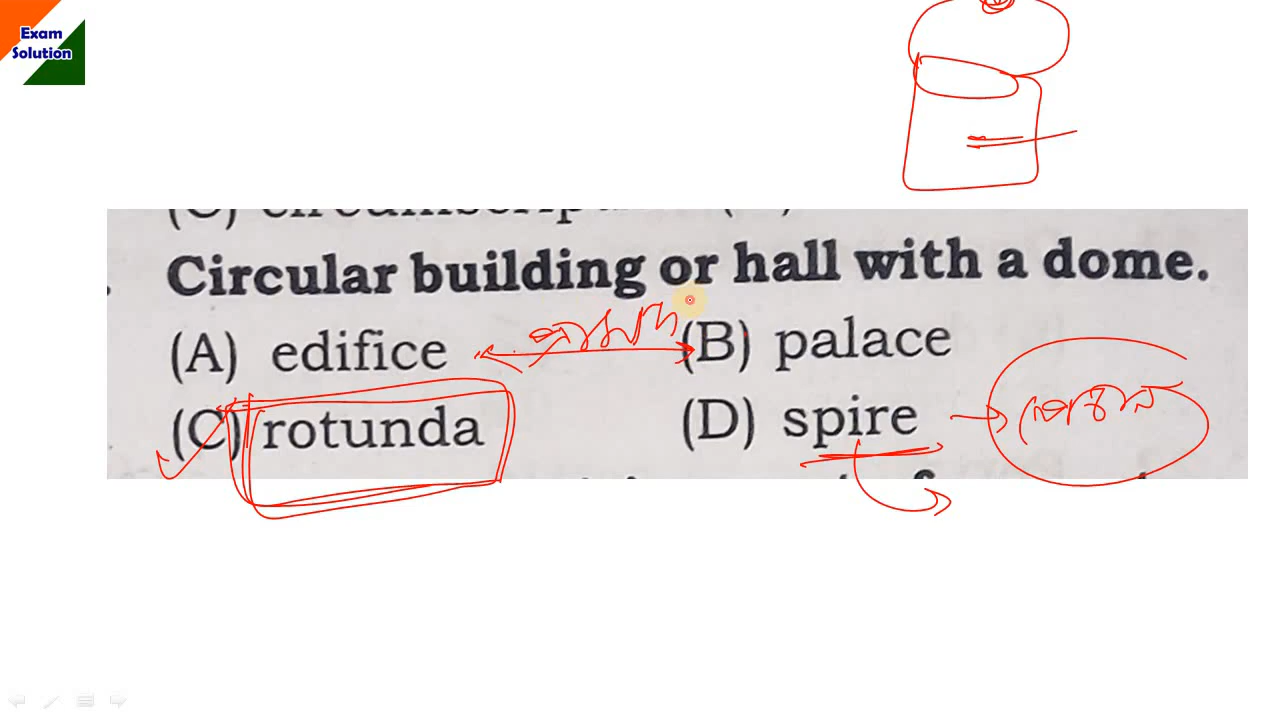 Exam
Solution
Circular building or hall with a dome.
(A) edifice (B) palace
(C) rotunda (D) spire